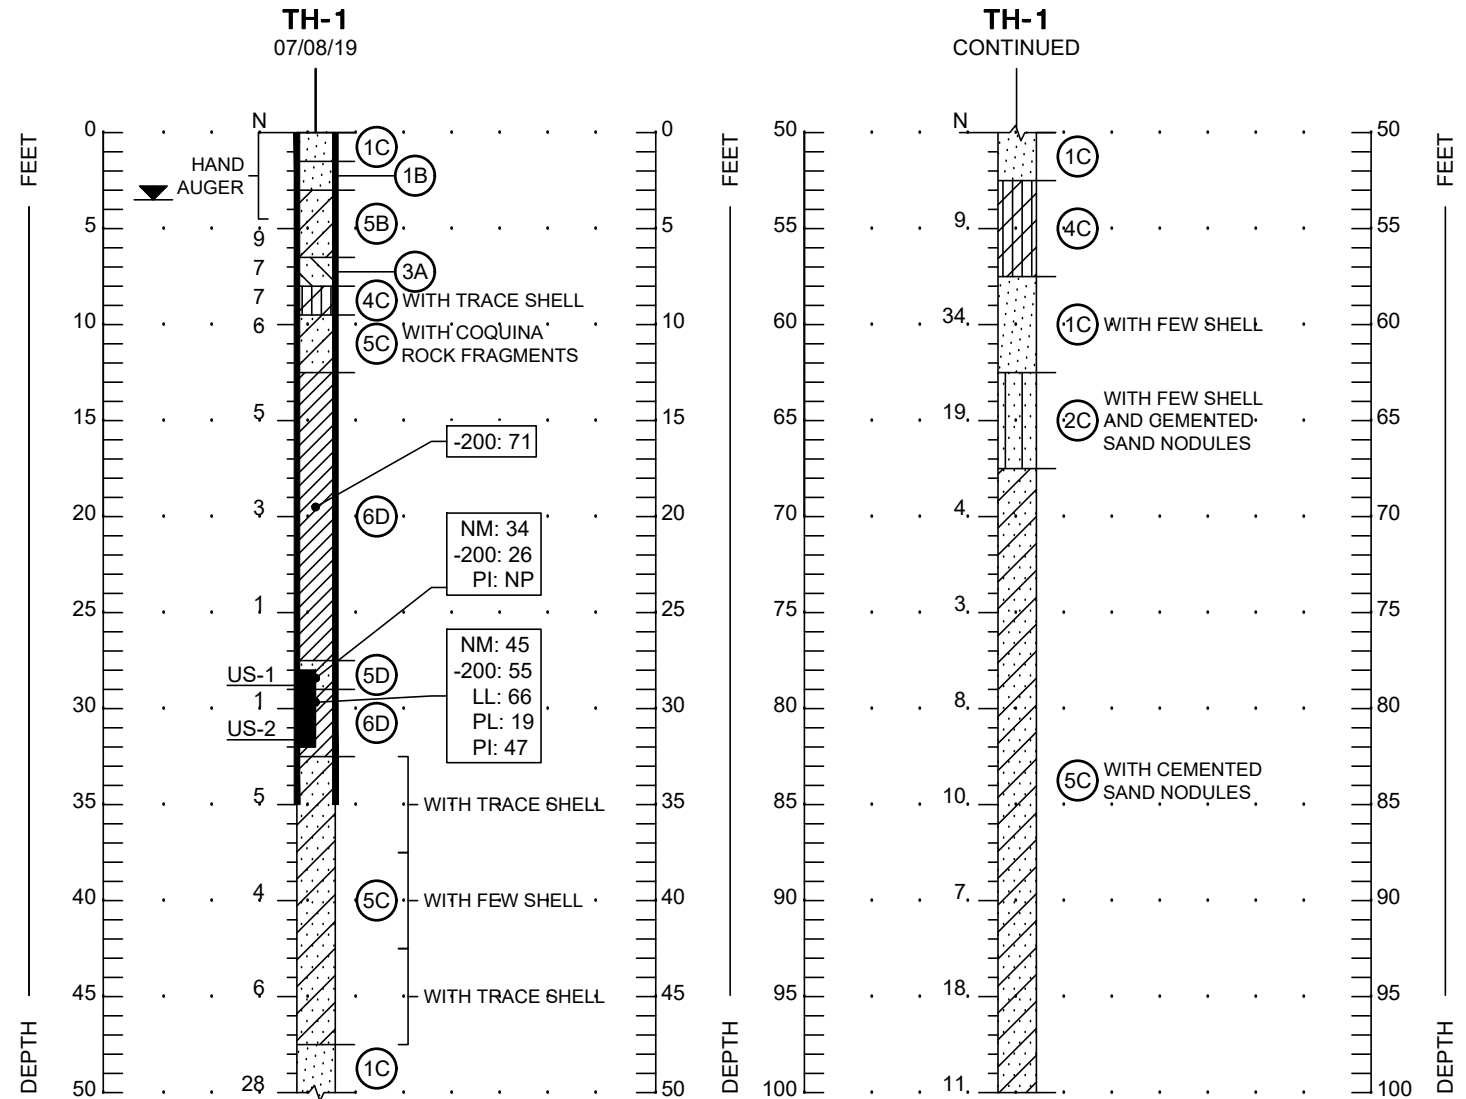 TH-1
07/08/19
FEET
DEPTH
N
HAND
AUGER
0
5
10
15
20
25
30
35
40
45
50
9
7
7
6
5
3
1
US-1
1
US-2
5
4
6
28
1C
1B
5B
3A
4C WITH TRACE SHELL
5C WITH COQUINA
ROCK FRAGMENTS
-200: 71
6D
NM: 34
-200: 26
PI: NP
5D
NM: 45
-200: 55
LL: 66
PL: 19
PI: 47
6D
WITH TRACE SHELL
5C WITH FEW SHELL
WITH TRACE SHELL
1C
0
5
10
15
20
25
30
35
40
45
50
FEET
DEPTH
TH-1
CONTINUED
50
55
60
65
70
75
80
85
90
95
100
N
9
34
19
4
3
8
10
7
18
11
1C
4C
1C WITH FEW SHELL
2C WITH FEW SHELL
AND CEMENTED
SAND NODULES
5C WITH CEMENTED
SAND NODULES
50
55
60
65
70
75
80
85
90
95
100
FEET
DEPTH